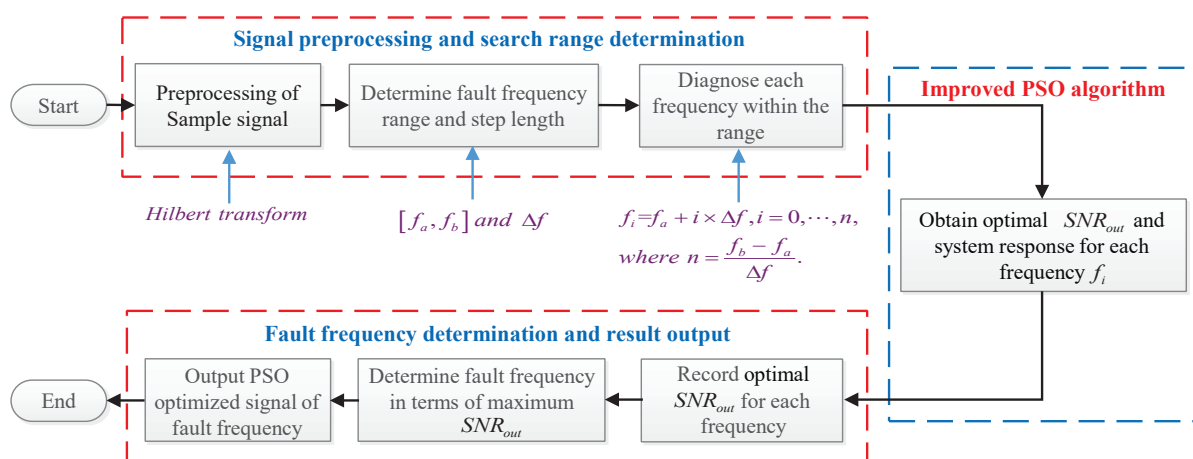 Signal preprocessing and search range determination
Start
Preprocessing of
Sample signal
Determine fault frequency
range and step length
Diagnose each
frequency within the
range
Hilbert transform
[f_a, f_b] and Δf
f_i=f_a + i × Δf, i = 0, ⋯, n,
where n = \frac{f_b − f_a}{Δf}.
Improved PSO algorithm
Obtain optimal SNR_out and
system response for each
frequency f_i
Fault frequency determination and result output
Record optimal
SNR_out for each
frequency
Determine fault frequency
in terms of maximum
SNR_out
Output PSO
optimized signal of
fault frequency
End